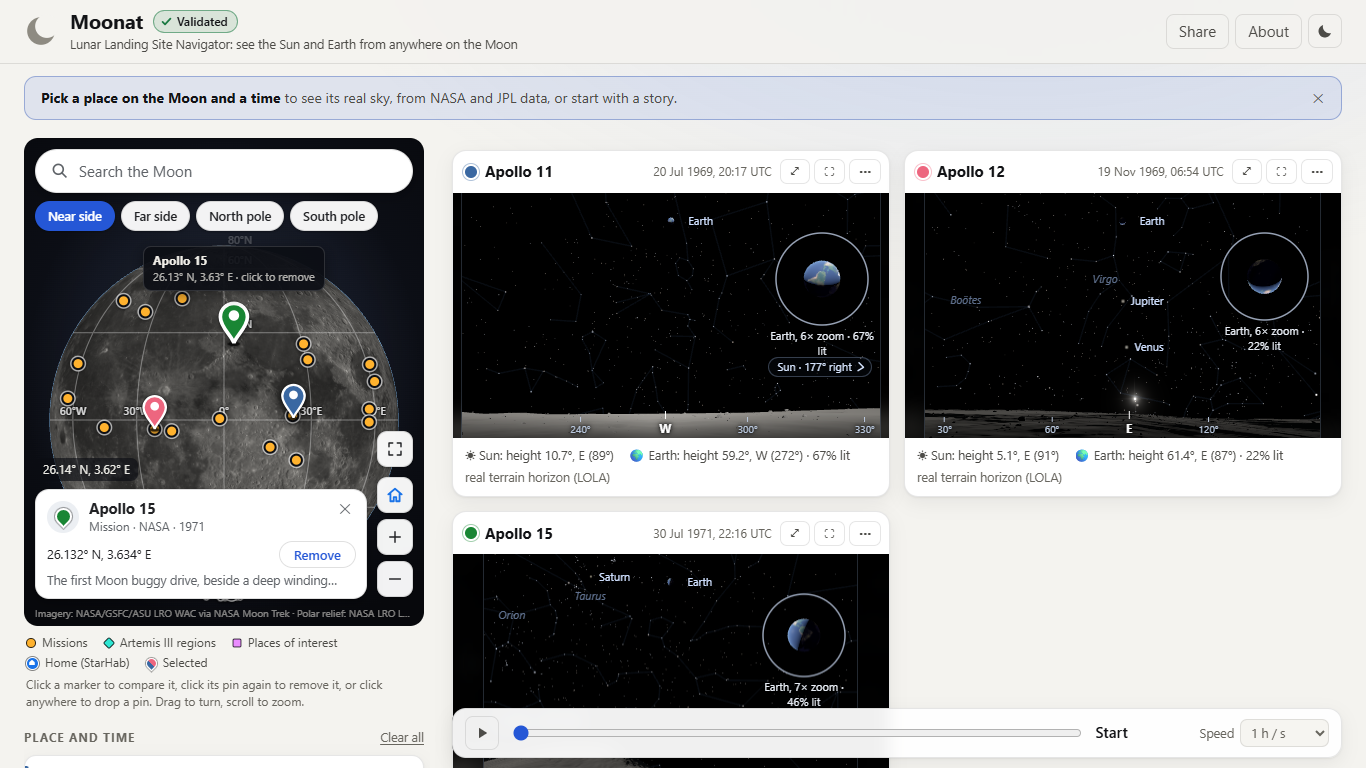 Moonat
Validated
Lunar Landing Site Navigator: see the Sun and Earth from anywhere on the Moon
Share
About
Pick a place on the Moon and a time to see its real sky, from NASA and JPL data, or start with a story.
Search the Moon
Near side
Far side
North pole
South pole
80°N
Apollo 15
26.13° N, 3.63° E · click to remove
60°W
0°
30°E
26.14° N, 3.62° E
Apollo 15
Mission · NASA · 1971
26.132° N, 3.634° E
Remove
The first Moon buggy drive, beside a deep winding...
Imagery: NASA/GSFC/ASU LRO WAC via NASA Moon Trek · Polar relief: NASA LRO L...
Missions
Artemis III regions
Places of interest
Home (StarHab)
Selected
Click a marker to compare it, click its pin again to remove it, or click
anywhere to drop a pin. Drag to turn, scroll to zoom.
PLACE AND TIME
Clear all
Apollo 11
20 Jul 1969, 20:17 UTC
Earth
Earth, 6× zoom · 67%
lit
Sun · 177° right
240°
W
300°
330°
Sun: height 10.7°, E (89°)
Earth: height 59.2°, W (272°) · 67% lit
real terrain horizon (LOLA)
Apollo 12
19 Nov 1969, 06:54 UTC
Earth
Virgo
Boötes
Jupiter
Venus
Earth, 6× zoom ·
22% lit
30°
60°
E
120°
Sun: height 5.1°, E (91°)
Earth: height 61.4°, E (87°) · 22% lit
real terrain horizon (LOLA)
Apollo 15
30 Jul 1971, 22:16 UTC
Saturn
Earth
Taurus
Orion
Earth, 7× zoom ·
46% lit
Start
Speed
1 h / s